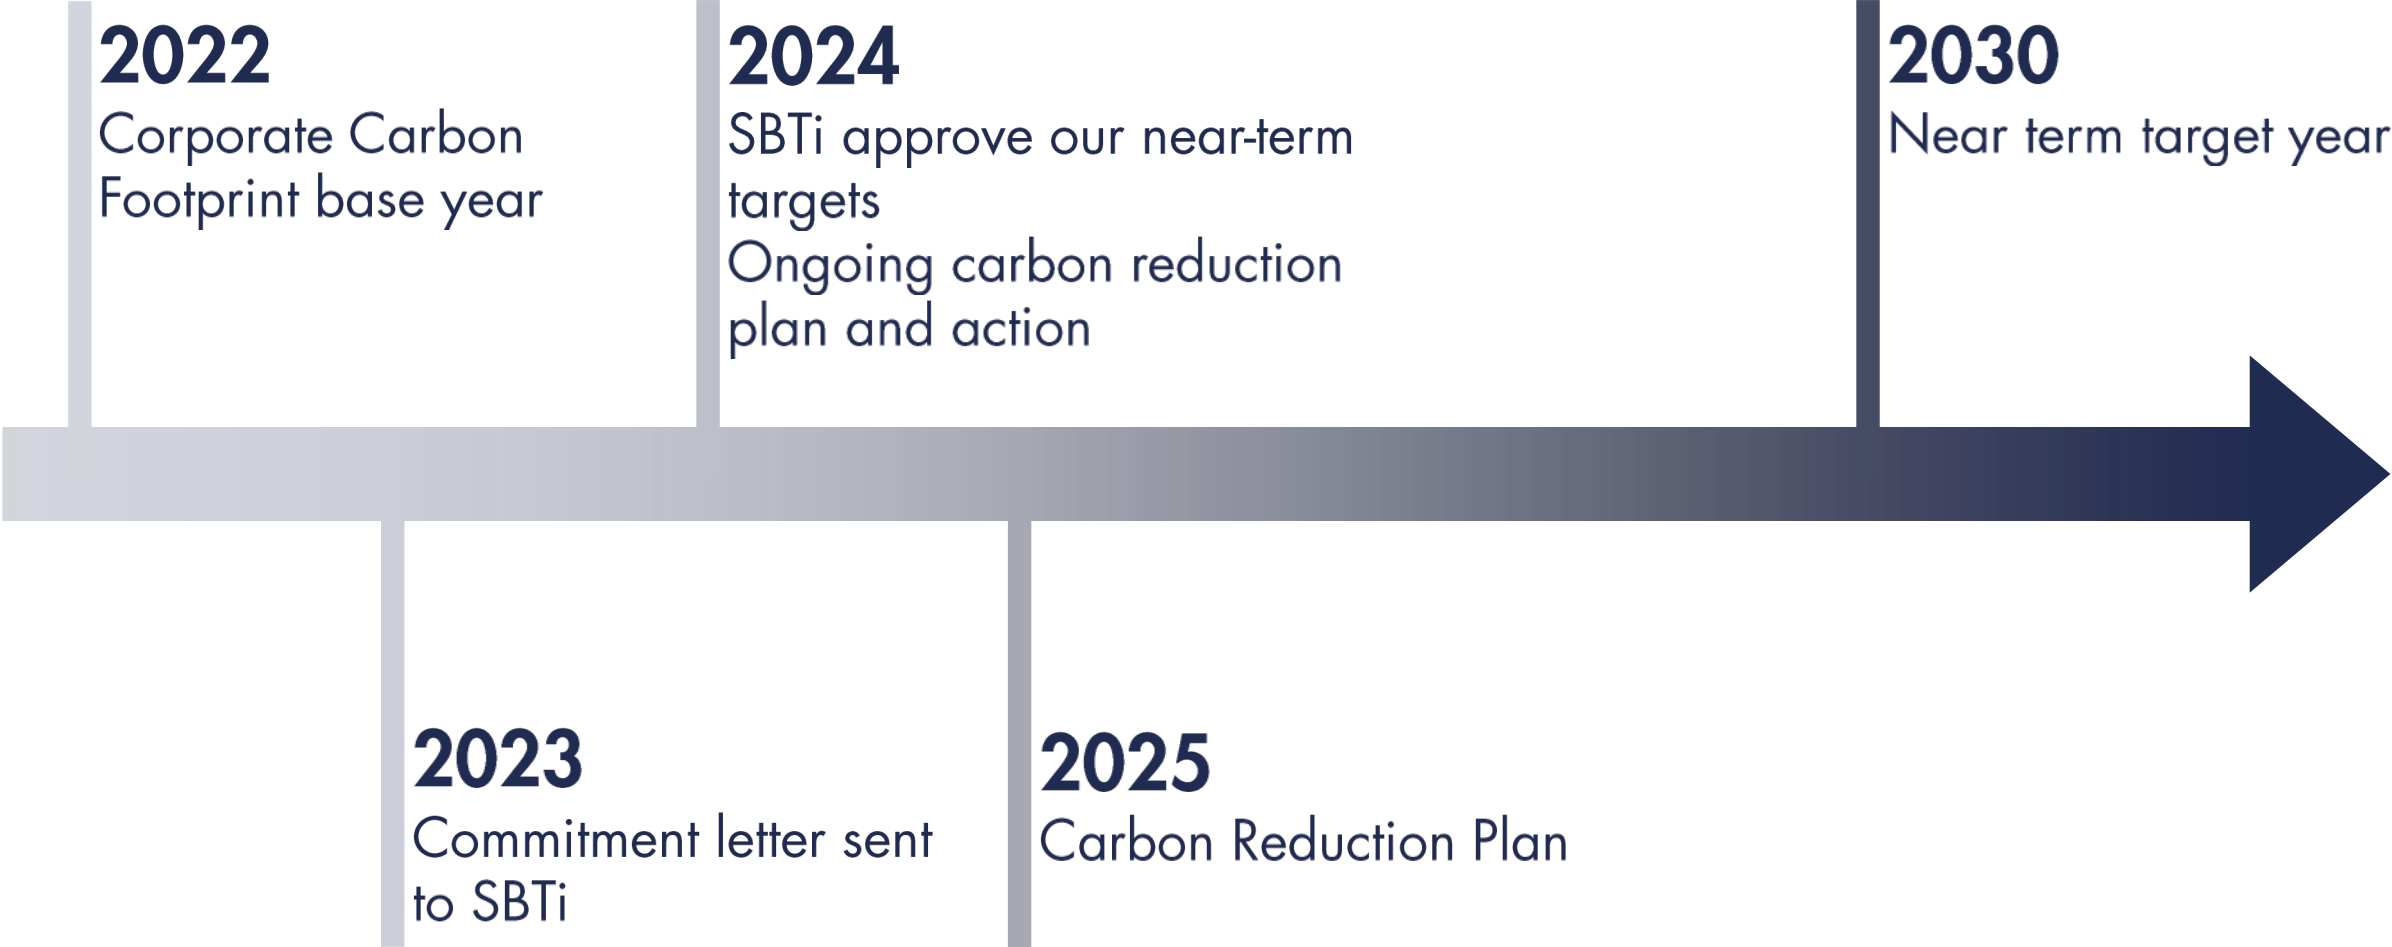 2022
Corporate Carbon
Footprint base year
2024
SBTi approve our near-term
targets
Ongoing carbon reduction
plan and action
2030
Near term target year
2023
Commitment letter sent
to SBTi
2025
Carbon Reduction Plan